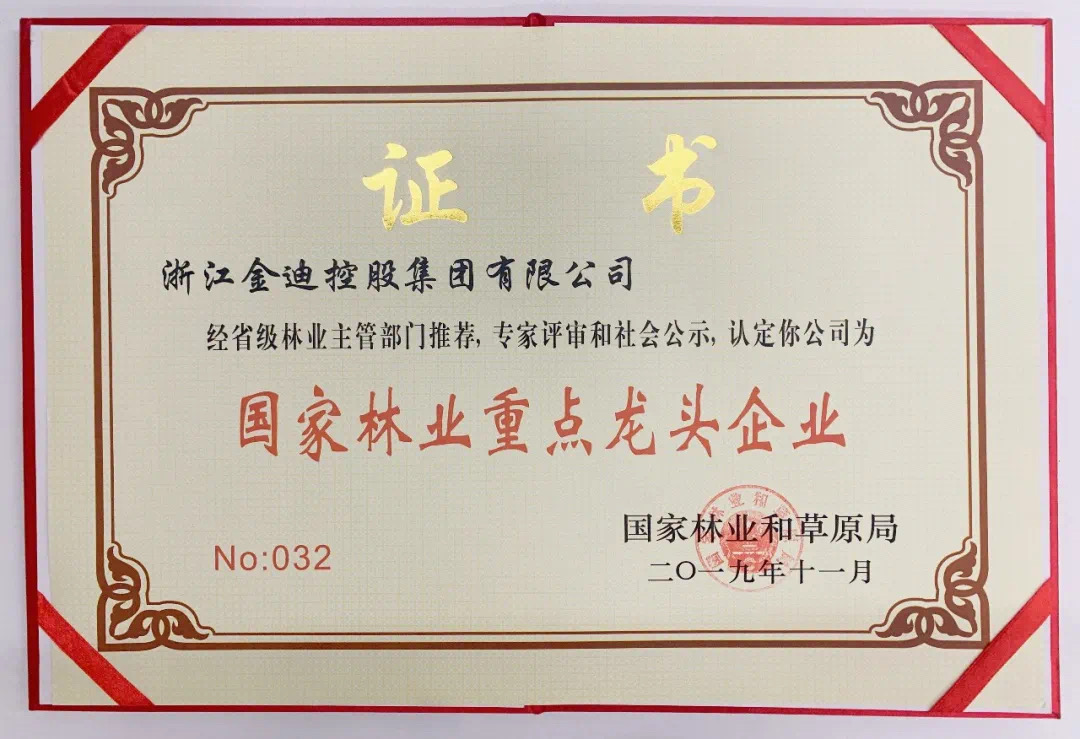 证书
浙江金迪控股集团有限公司
经省级林业主管部门推荐, 专家评审和社会公示, 认定你公司为
国家林业重点龙头企业
No:032
国家林业和草原局
二〇一九年十一月